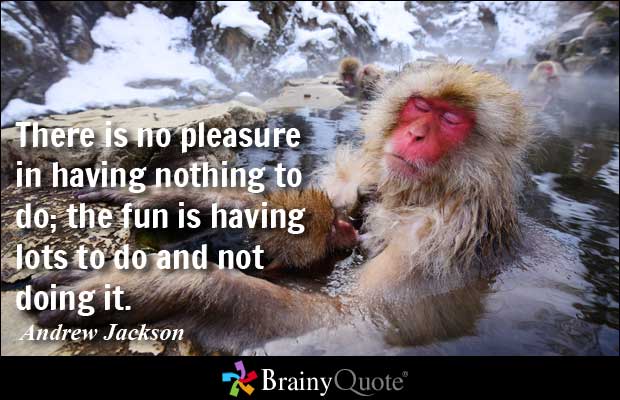 There is no pleasure
in having nothing to
do; the fun is having
lots to do and not
doing it.
Andrew Jackson
BrainyQuote®